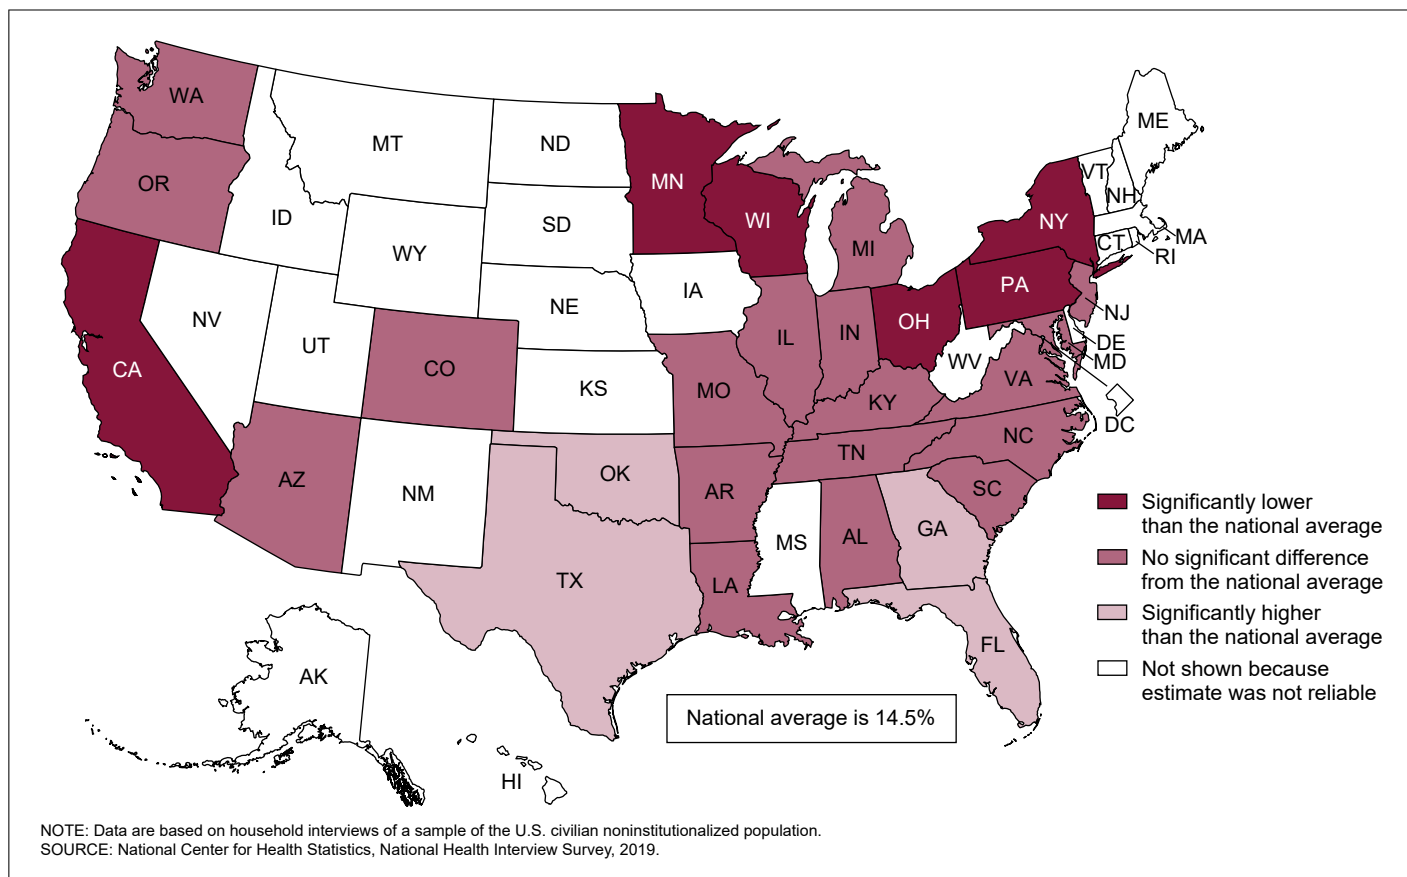 WA
MT
ND
ME
OR
ID
SD
MN
WI
VT
NH
NY
MA
WY
MI
CT
RI
IA
PA
NE
NV
NJ
OH
UT
IL
IN
DE
CA
CO
WV
MD
KS
MO
VA
KY
DC
NC
TN
AZ
OK
NM
AR
SC
MS
AL
GA
TX
LA
FL
AK
HI
Significantly lower
than the national average
No significant difference
from the national average
Significantly higher
than the national average
Not shown because
estimate was not reliable
National average is 14.5%
NOTE: Data are based on household interviews of a sample of the U.S. civilian noninstitutionalized population.
SOURCE: National Center for Health Statistics, National Health Interview Survey, 2019.